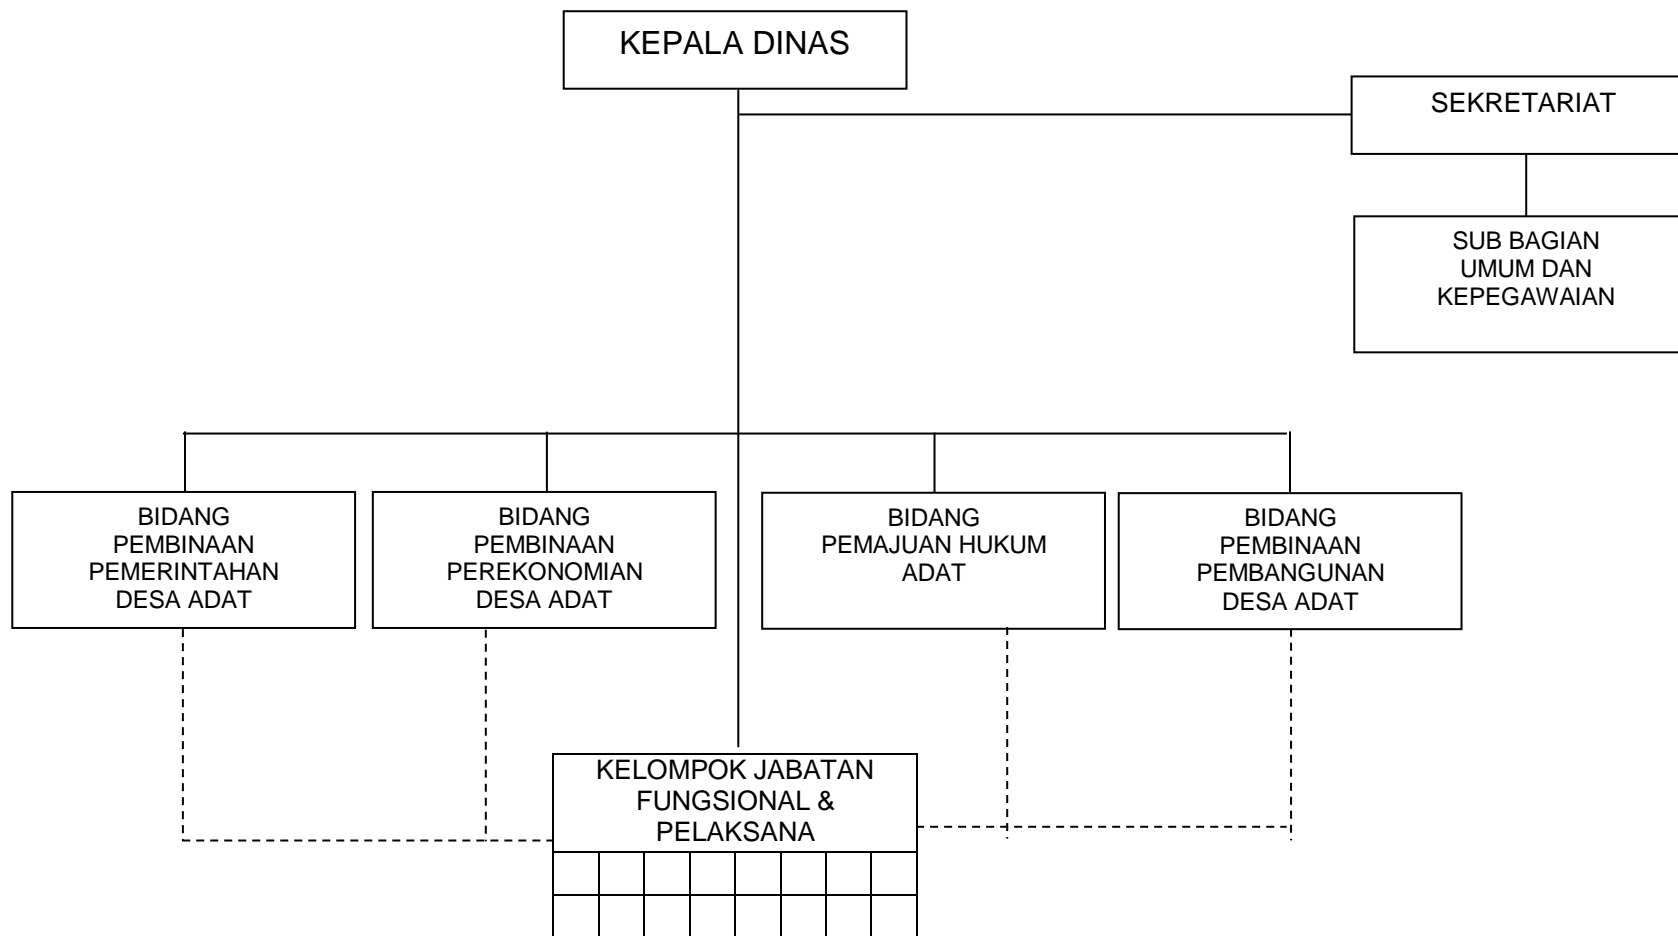 KEPALA DINAS
SEKRETARIAT
SUB BAGIAN
UMUM DAN
KEPEGAWAIAN
BIDANG
PEMBINAAN
PEMERINTAHAN
DESA ADAT
BIDANG
PEMBINAAN
PEREKONOMIAN
DESA ADAT
BIDANG
PEMAJUAN HUKUM
ADAT
BIDANG
PEMBINAAN
PEMBANGUNAN
DESA ADAT
KELOMPOK JABATAN
FUNGSIONAL &
PELAKSANA